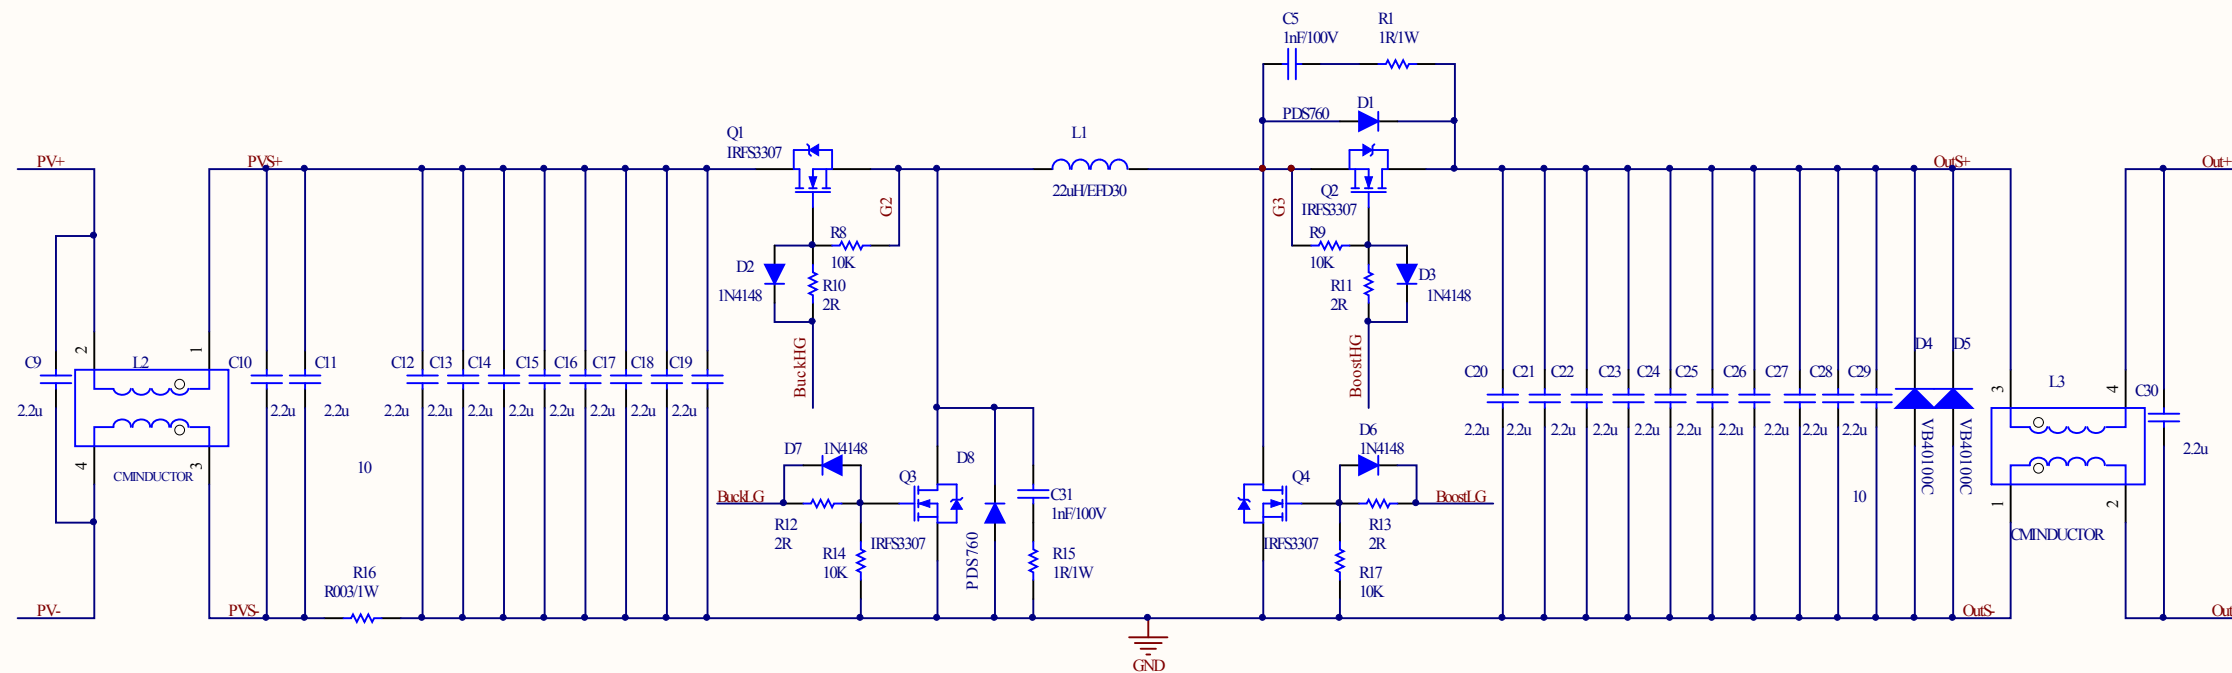 C5
1nF/100V
R1
1R/1W
PDS760
D1
Q1
IRFS3307
L1
22uH/EFD30
PV+
PVS+
OutS+
Out+
G2
G3
Q2
IRFS3307
R8
10K
R9
10K
D2
1N4148
R10
2R
R11
2R
D3
1N4148
BuckHG
BoostHG
C9
2.2u
2
1
L2
4
3
CMINDUCTOR
C10
2.2u
C11
2.2u
10
C12
2.2u
C13
2.2u
C14
2.2u
C15
2.2u
C16
2.2u
C17
2.2u
C18
2.2u
C19
2.2u
D7
1N4148
BuckLG
R12
2R
R14
10K
Q3
IRFS3307
D8
PDS760
C31
1nF/100V
R15
1R/1W
D6
1N4148
Q4
IRFS3307
BoostLG
R13
2R
R17
10K
C20
2.2u
C21
2.2u
C22
2.2u
C23
2.2u
C24
2.2u
C25
2.2u
C26
2.2u
C27
2.2u
C28
2.2u
C29
2.2u
10
D4
VB40100C
D5
VB40100C
3
4
L3
1
2
CMINDUCTOR
C30
2.2u
R16
R003/1W
PV-
PVS-
GND
OutS-
Out